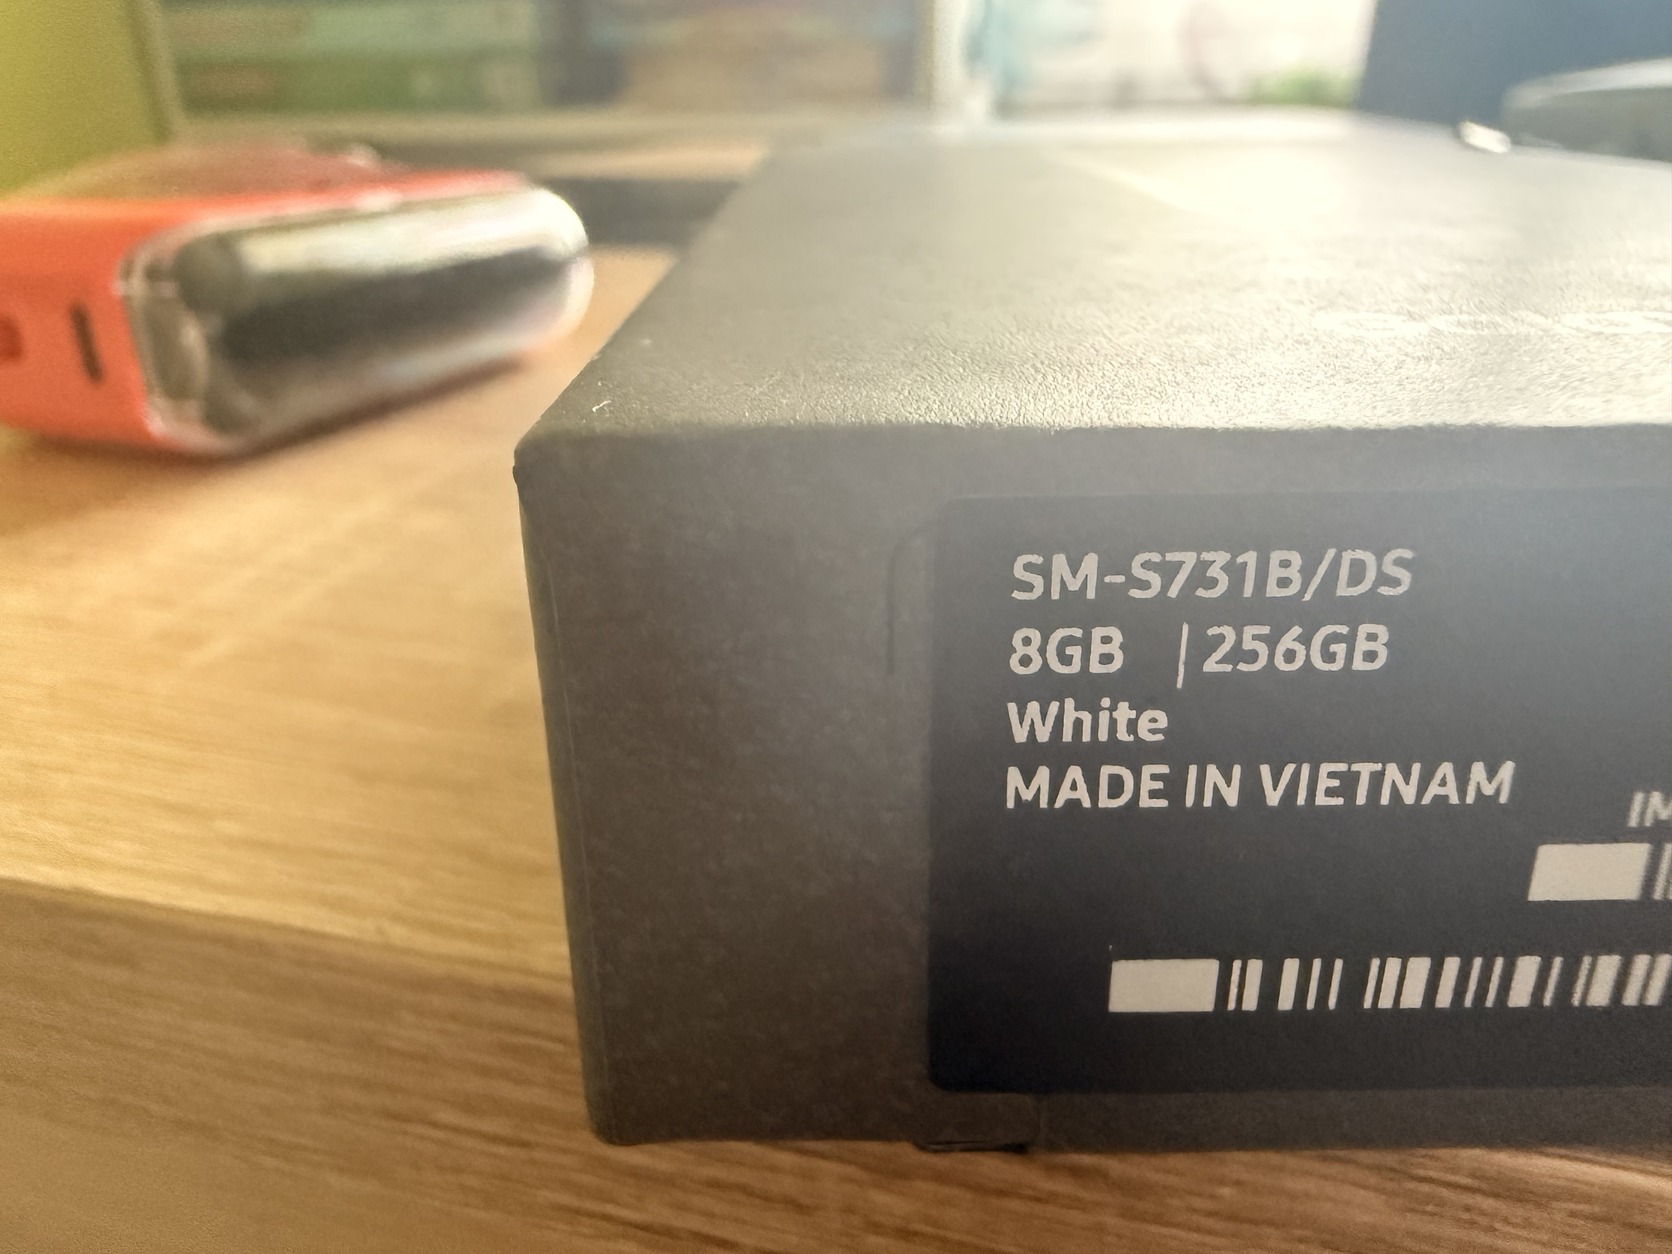 SM-S731B/DS
8GB | 256GB
White
MADE IN VIETNAM